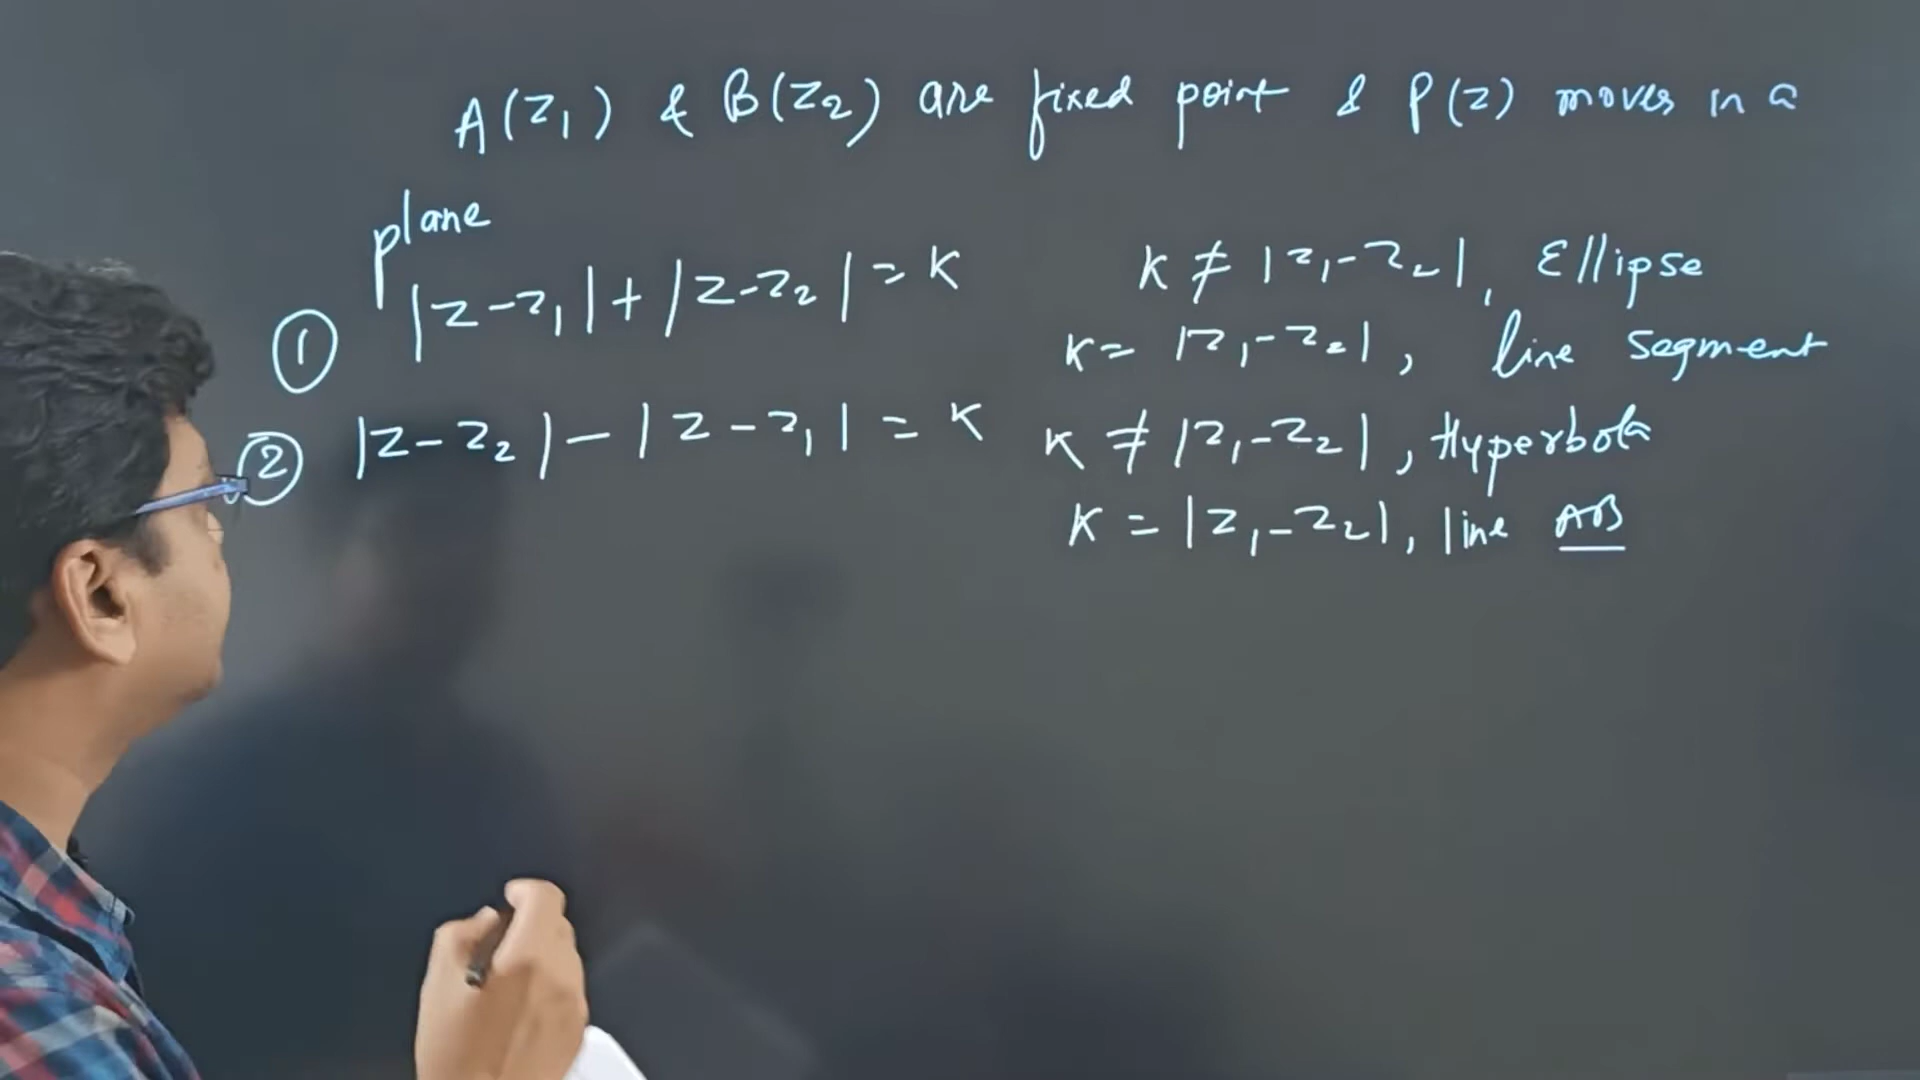 A(z₁) & B(z₂) are fixed point & P(z) moves in a
plane
① |z-z₁|+|z-z₂|=K K≠|z₁-z₂|, Ellipse
K=|z₁-z₂|, line segment
② |z-z₂|-|z-z₁|=K K≠|z₁-z₂|, Hyperbola
K=|z₁-z₂|, line AB